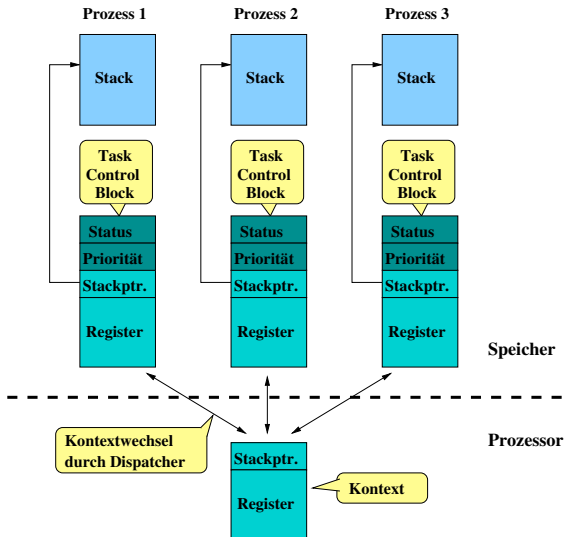 Prozess 1
Prozess 2
Prozess 3
Stack
Stack
Stack
Task
Control
Block
Task
Control
Block
Task
Control
Block
Status
Priorität
Stackptr.
Register
Status
Priorität
Stackptr.
Register
Status
Priorität
Stackptr.
Register
Speicher
Prozessor
Kontextwechsel
durch Dispatcher
Stackptr.
Register
Kontext